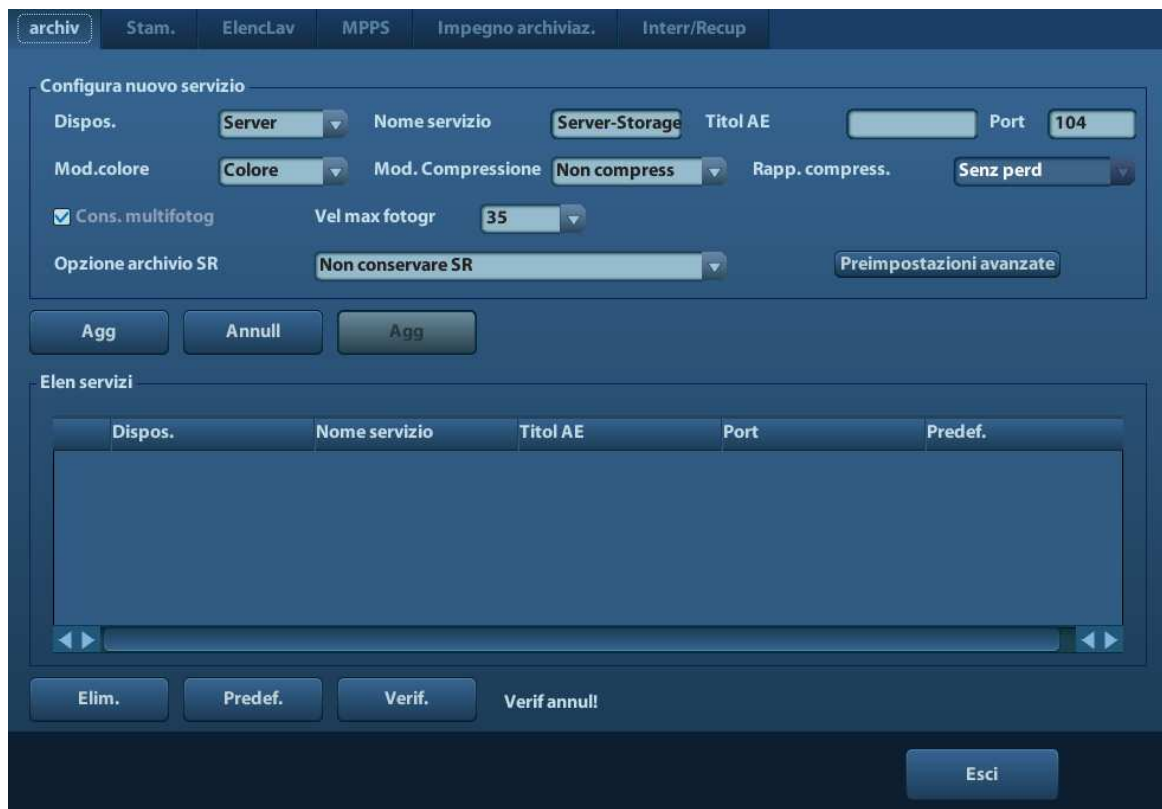 archiv Stam. ElencLav MPPS Impegno archiviaz. Interr/Recup
Configura nuovo servizio
Dispos. Server Nome servizio Server-Storage Titol AE Port 104
Mod.colore Colore Mod. Compressione Non compress Rapp. compress. Senz perd
Cons. multifotog Vel max fotogr 35
Opzione archivio SR Non conservare SR Preimpostazioni avanzate
Agg Annull Agg
Elen servizi
Dispos. Nome servizio Titol AE Port Predef.
Elim. Predef. Verif. Verif annul!
Esci